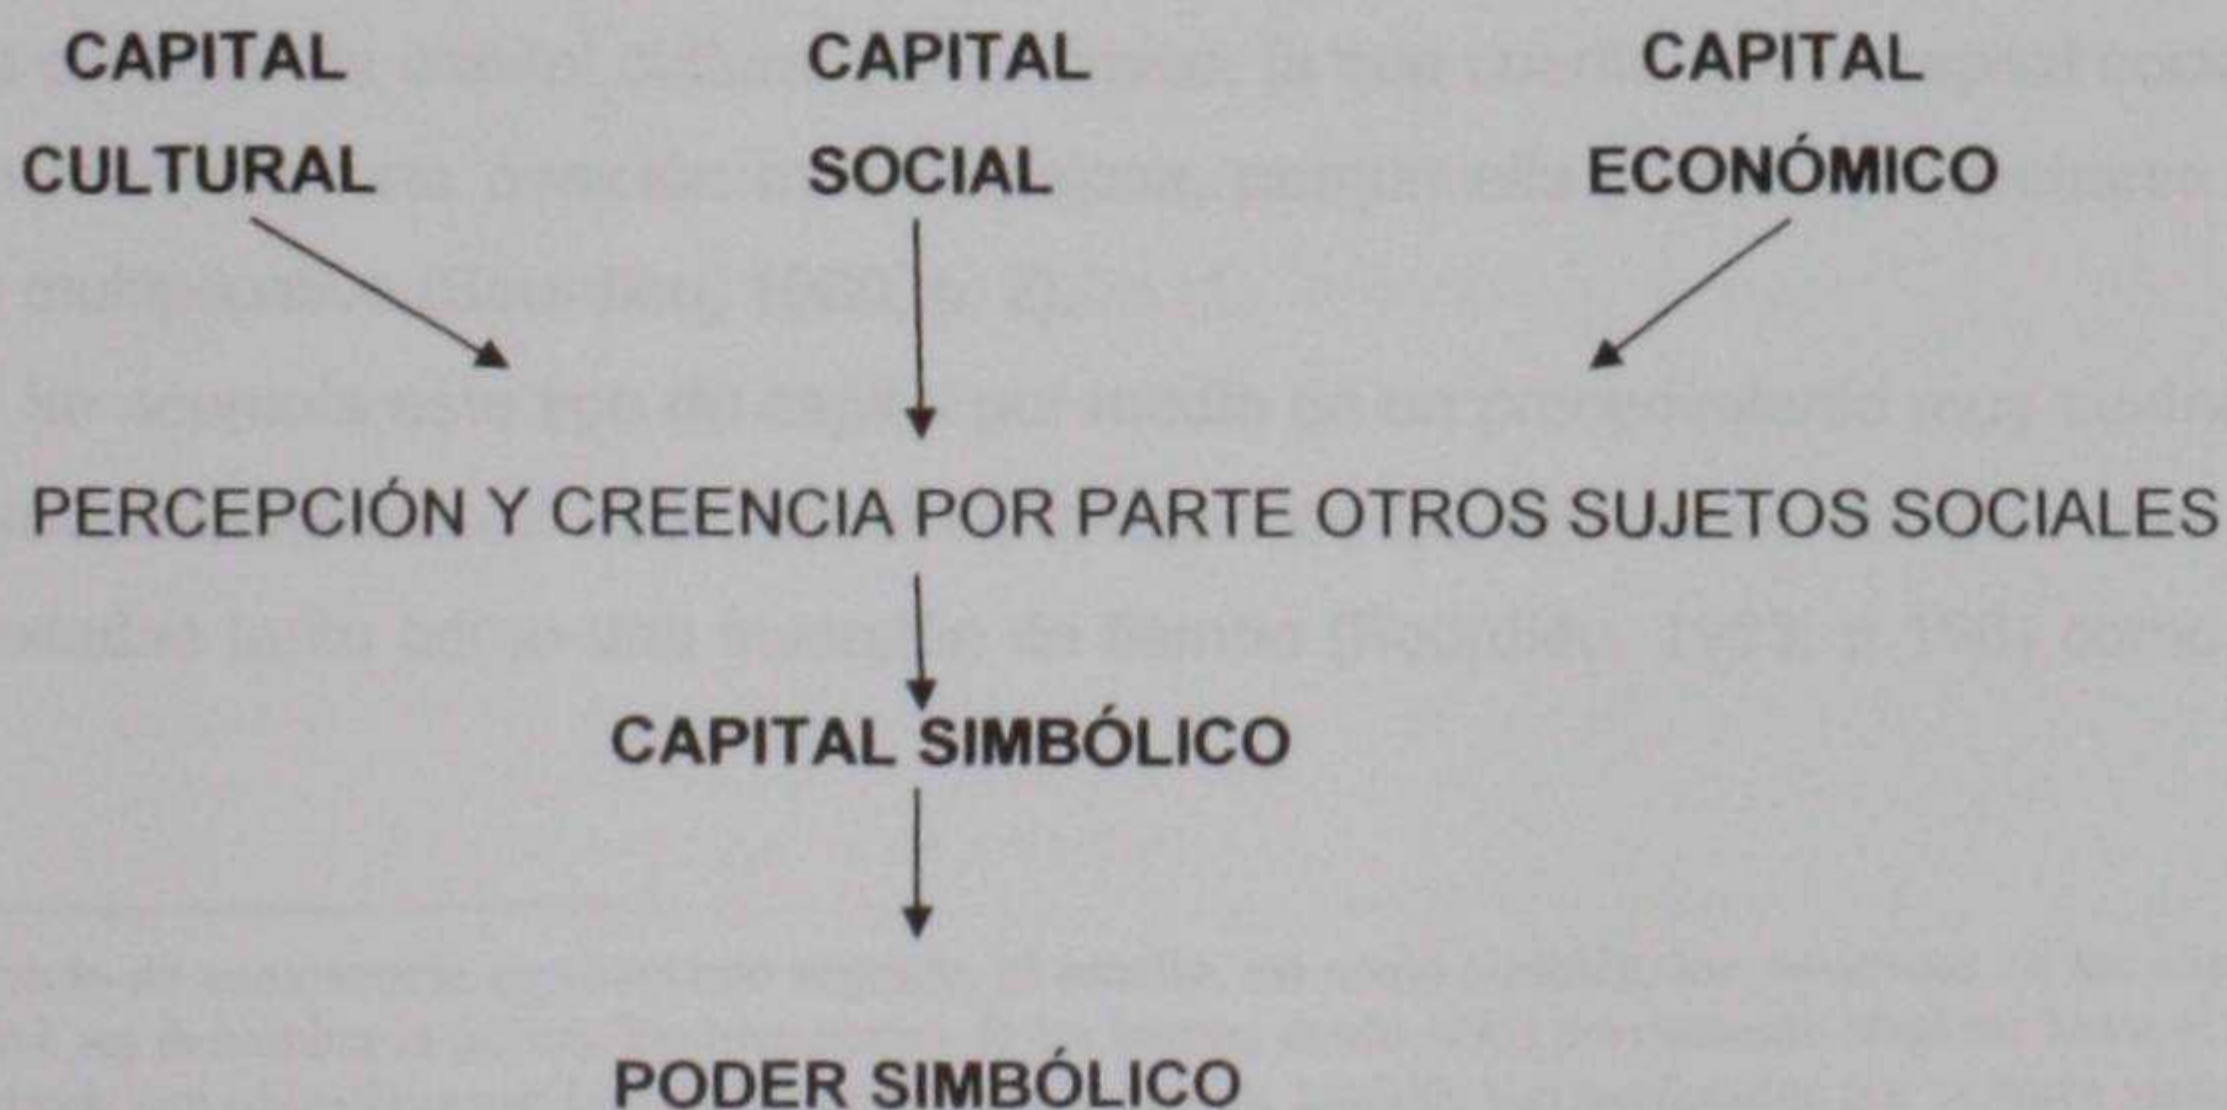 CAPITAL CAPITAL CAPITAL
CULTURAL SOCIAL ECONÓMICO
PERCEPCIÓN Y CREENCIA POR PARTE OTROS SUJETOS SOCIALES
CAPITAL SIMBÓLICO
PODER SIMBÓLICO